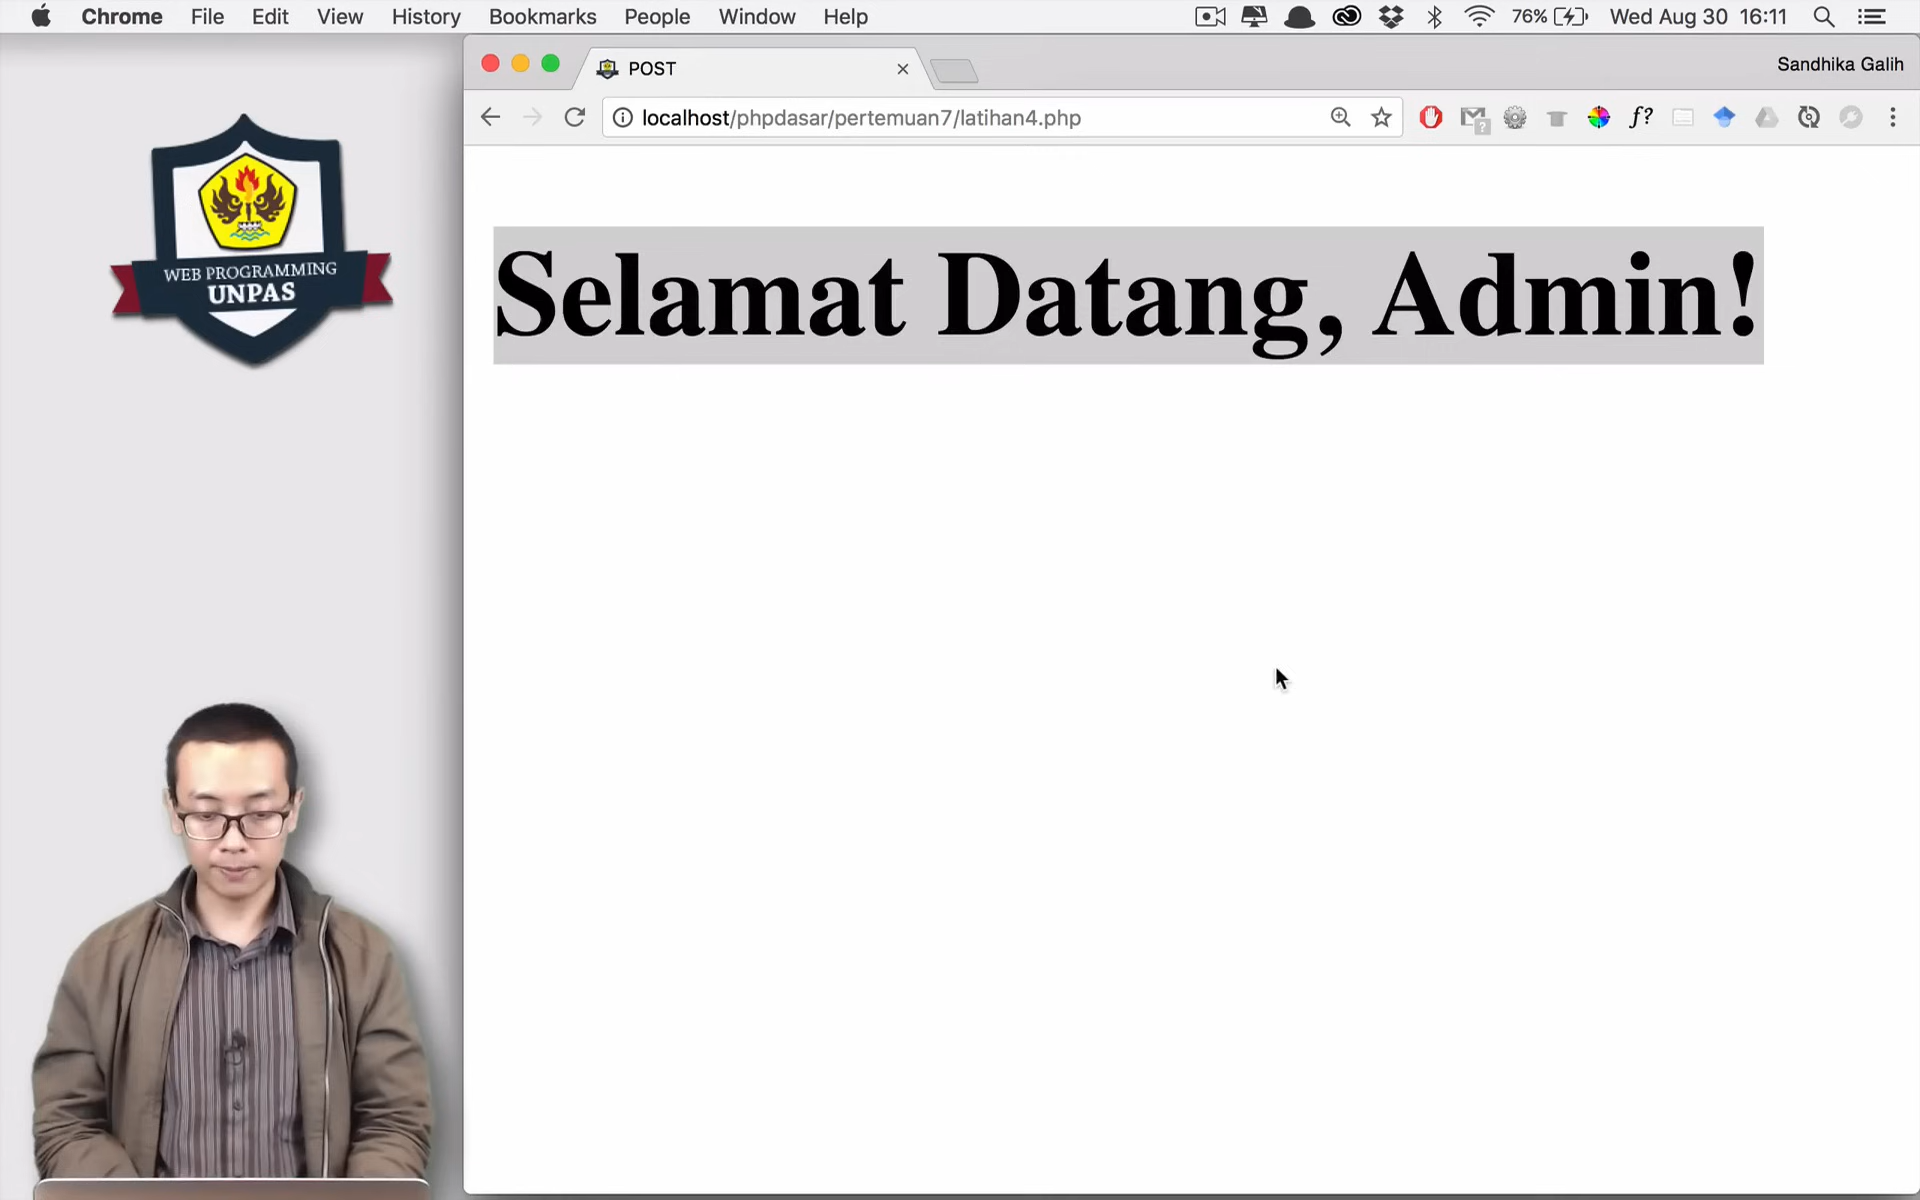 Chrome File Edit View History Bookmarks People Window Help 76% Wed Aug 30 16:11
POST
Sandhika Galih
localhost/phpdasar/pertemuan7/latihan4.php
f?
WEB PROGRAMMING
UNPAS
Selamat Datang, Admin!